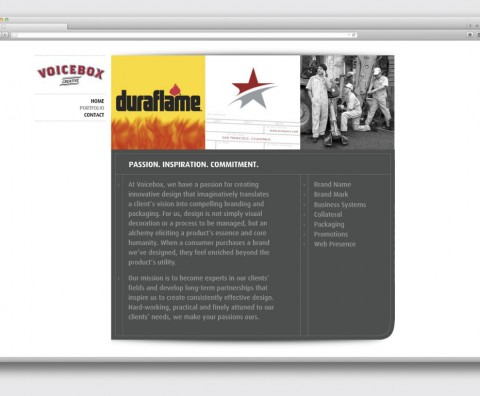 VOICEBOX
CREATIVE
HOME
PORTFOLIO
CONTACT
duraflame
SAN FRANCISCO, CALIFORNIA
PASSION. INSPIRATION. COMMITMENT.
At Voicebox, we have a passion for creating
innovative design that imaginatively translates
a client's vision into compelling branding and
packaging. For us, design is not simply visual
decoration or a process to be managed, but an
alchemy eliciting a product's essence and core
humanity. When a consumer purchases a brand
we've designed, they feel enriched beyond the
product's utility.
Our mission is to become experts in our clients'
fields and develop long-term partnerships that
inspire us to create consistently effective design.
Hard-working, practical and finely attuned to our
clients' needs, we make your passions ours.
Brand Name
Brand Mark
Business Systems
Collateral
Packaging
Promotions
Web Presence